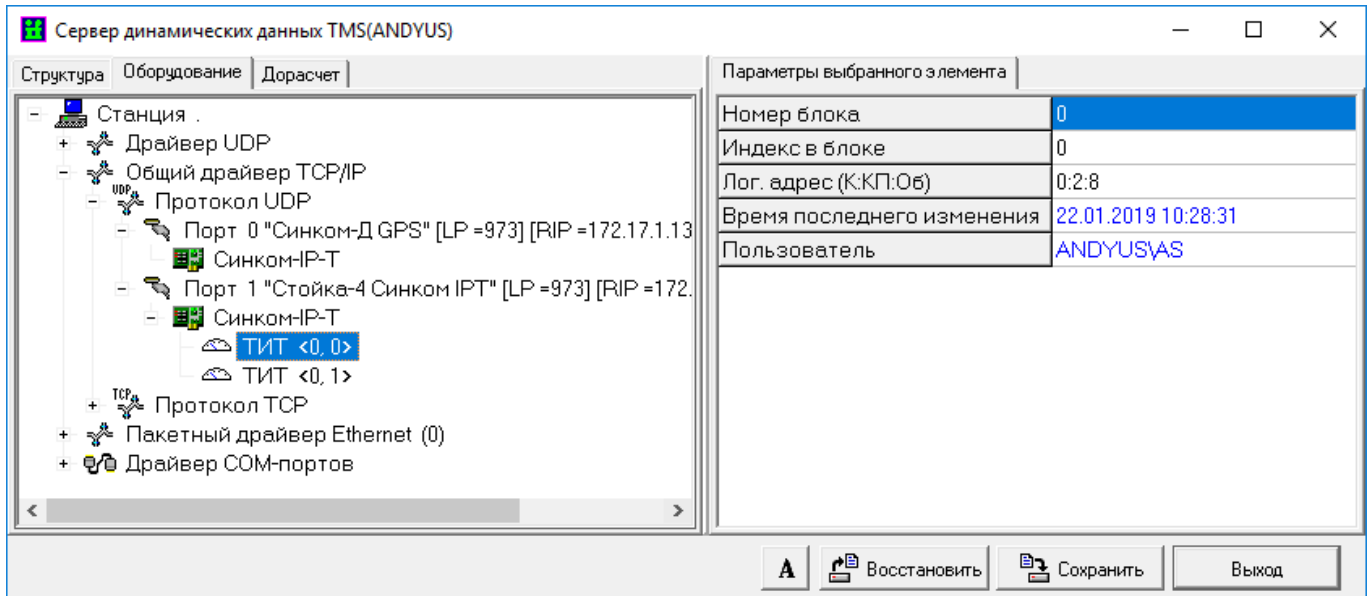 Сервер динамических данных TMS(ANDYUS)
Структура Оборудование Дорасчет
Станция .
Драйвер UDP
Общий драйвер TCP/IP
UDP Протокол UDP
Порт 0 "Синком-Д GPS" [LP =973] [RIP =172.17.1.13
Синком-IP-T
Порт 1 "Стойка-4 Синком IPT" [LP =973] [RIP =172.
Синком-IP-T
ТИТ <0, 0>
ТИТ <0, 1>
TCP Протокол TCP
Пакетный драйвер Ethernet (0)
Драйвер COM-портов
Параметры выбранного элемента
Номер блока 0
Индекс в блоке 0
Лог. адрес (К:КП:Об) 0:2:8
Время последнего изменения 22.01.2019 10:28:31
Пользователь ANDYUS\AS
A Восстановить Сохранить Выход